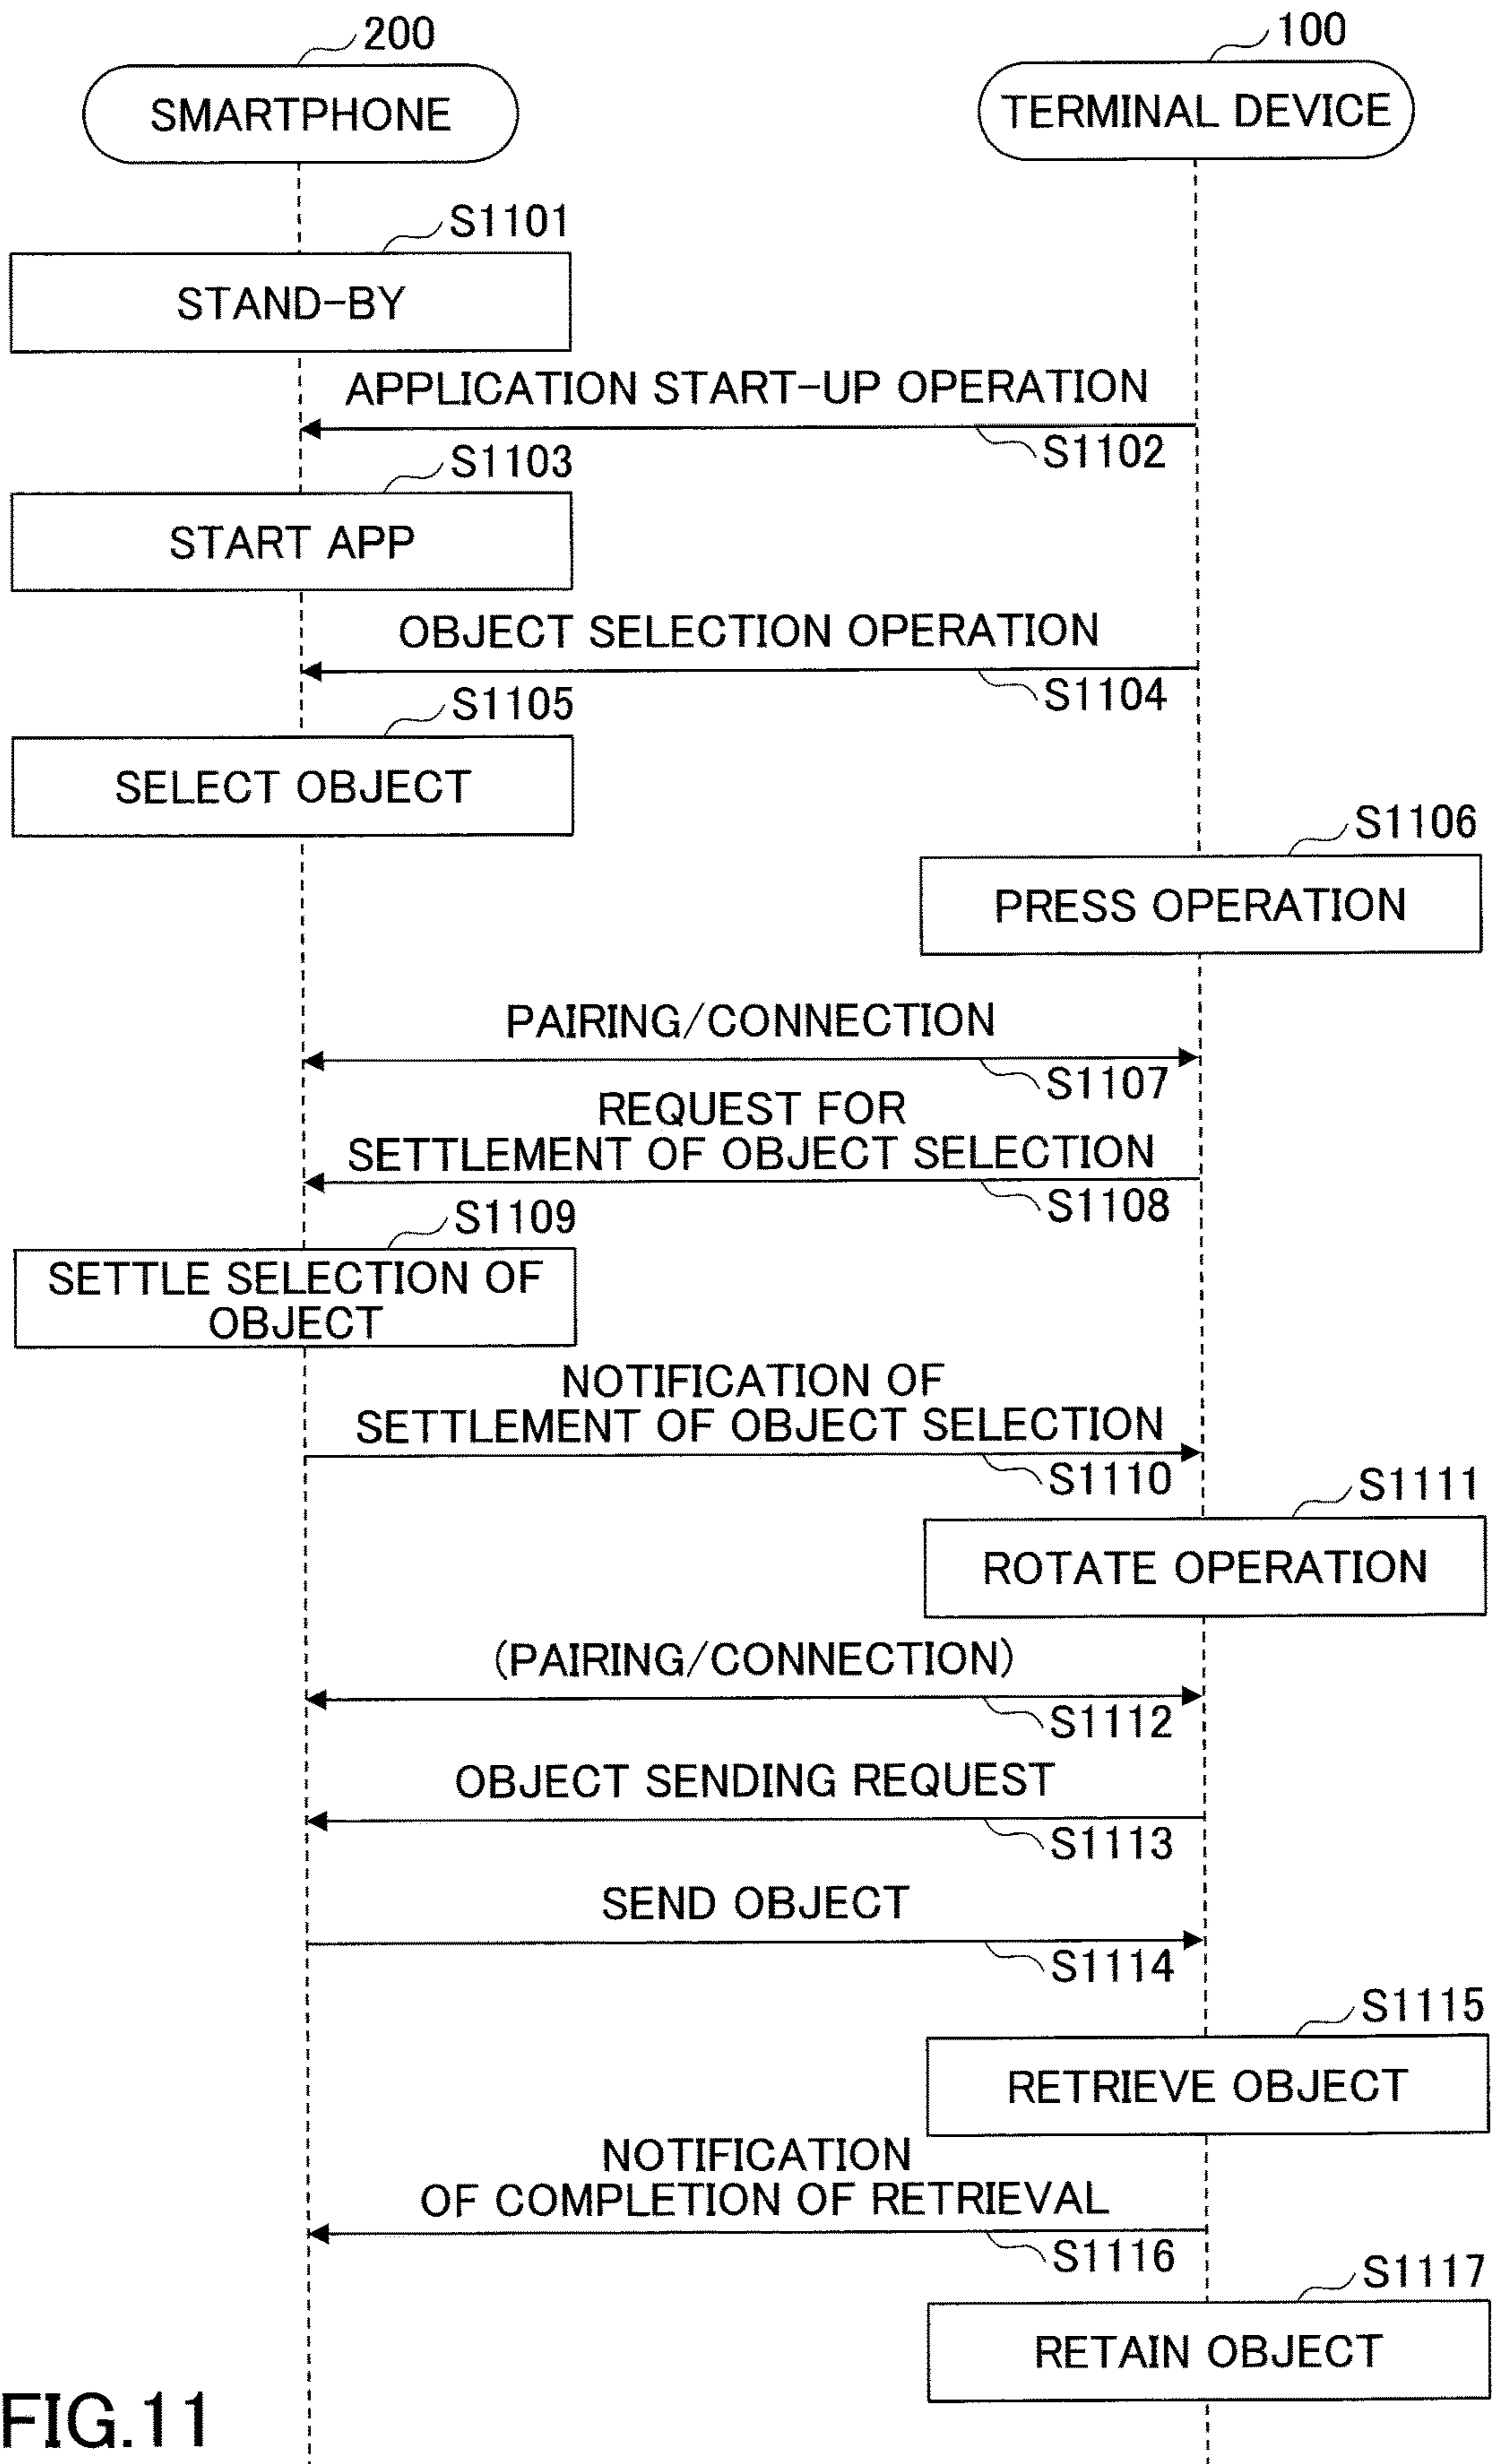 200
100
SMARTPHONE
TERMINAL DEVICE
S1101
STAND-BY
APPLICATION START-UP OPERATION
S1102
S1103
START APP
OBJECT SELECTION OPERATION
S1104
S1105
SELECT OBJECT
S1106
PRESS OPERATION
PAIRING/CONNECTION
S1107
REQUEST FOR
SETTLEMENT OF OBJECT SELECTION
S1108
S1109
SETTLE SELECTION OF
OBJECT
NOTIFICATION OF
SETTLEMENT OF OBJECT SELECTION
S1110
S1111
ROTATE OPERATION
(PAIRING/CONNECTION)
S1112
OBJECT SENDING REQUEST
S1113
SEND OBJECT
S1114
S1115
RETRIEVE OBJECT
NOTIFICATION
OF COMPLETION OF RETRIEVAL
S1116
S1117
RETAIN OBJECT
FIG.11